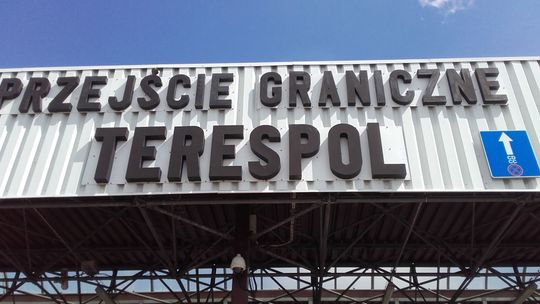 PRZEJŚCIE GRANICZNE
TERESPOL